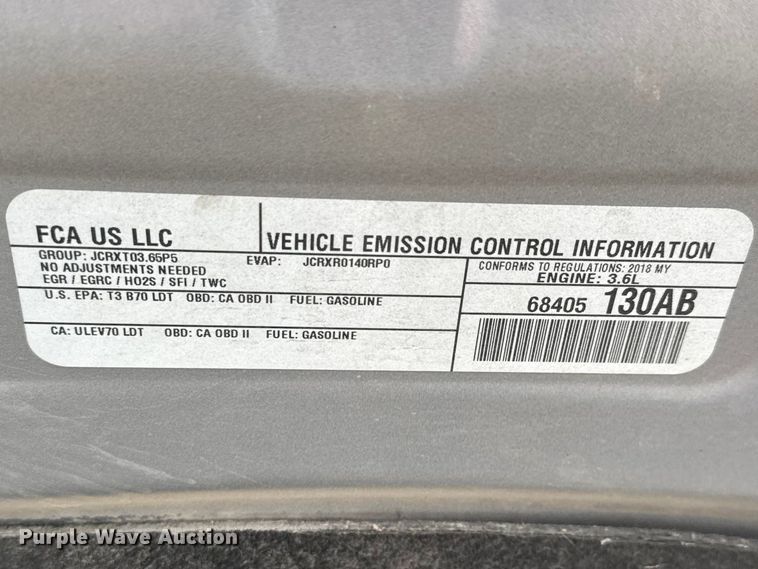 FCA US LLC
VEHICLE EMISSION CONTROL INFORMATION
GROUP: JCRXT03.65P5 EVAP: JCRXR0140RP0
NO ADJUSTMENTS NEEDED
EGR / EGRC / HO2S / SFI / TWC
CONFORMS TO REGULATIONS: 2018 MY
ENGINE: 3.6L
U.S. EPA: T3 B70 LDT OBD: CA OBD II FUEL: GASOLINE
68405 130AB
CA: ULEV70 LDT OBD: CA OBD II FUEL: GASOLINE
Purple Wave Auction